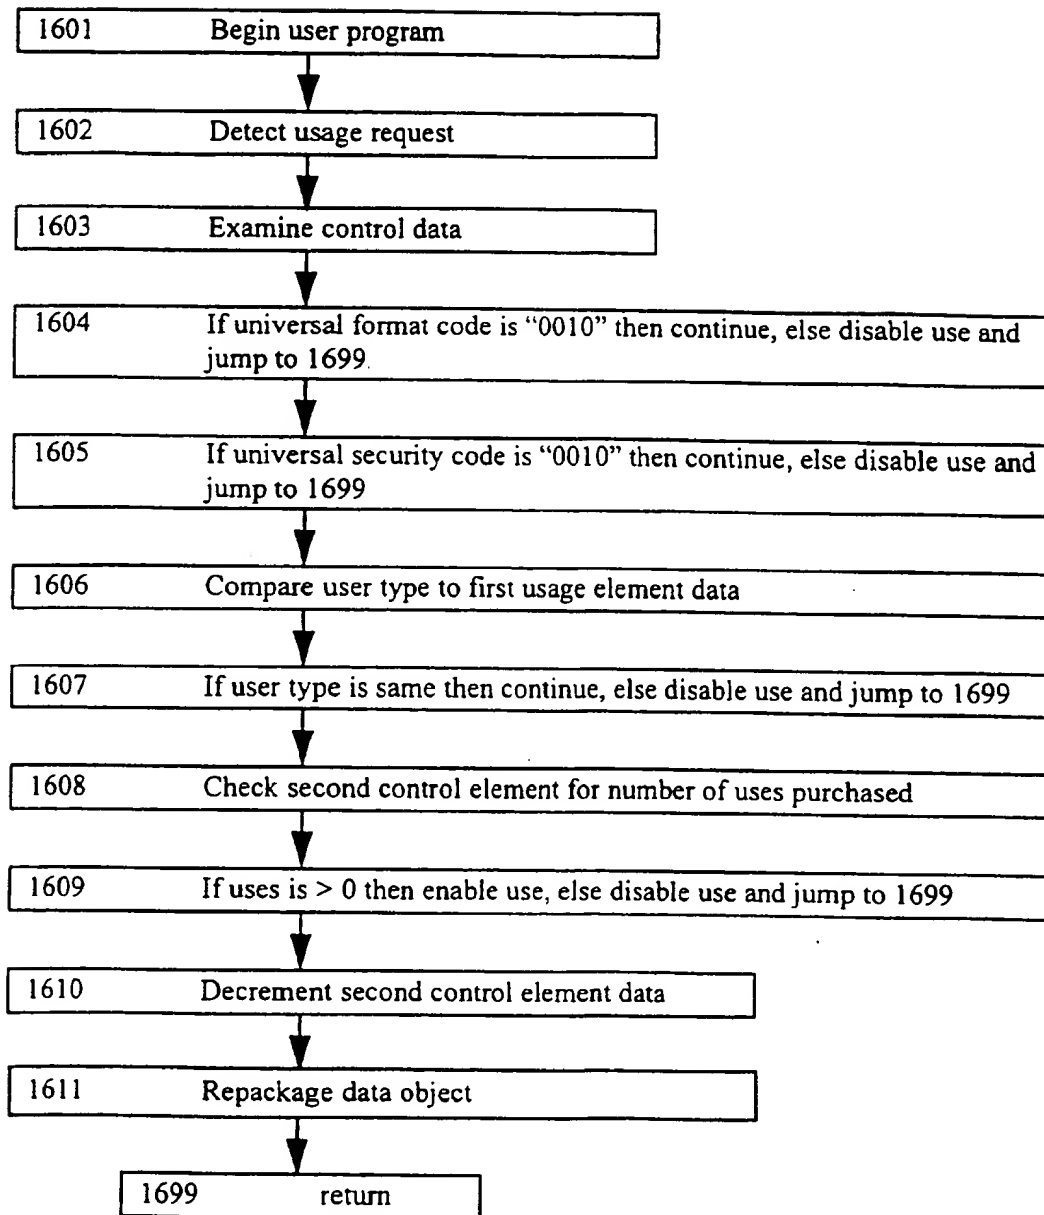 1601 Begin user program
1602 Detect usage request
1603 Examine control data
1604 If universal format code is “0010” then continue, else disable use and
jump to 1699.
1605 If universal security code is “0010” then continue, else disable use and
jump to 1699
1606 Compare user type to first usage element data
1607 If user type is same then continue, else disable use and jump to 1699
1608 Check second control element for number of uses purchased
1609 If uses is > 0 then enable use, else disable use and jump to 1699
1610 Decrement second control element data
1611 Repackage data object
1699 return